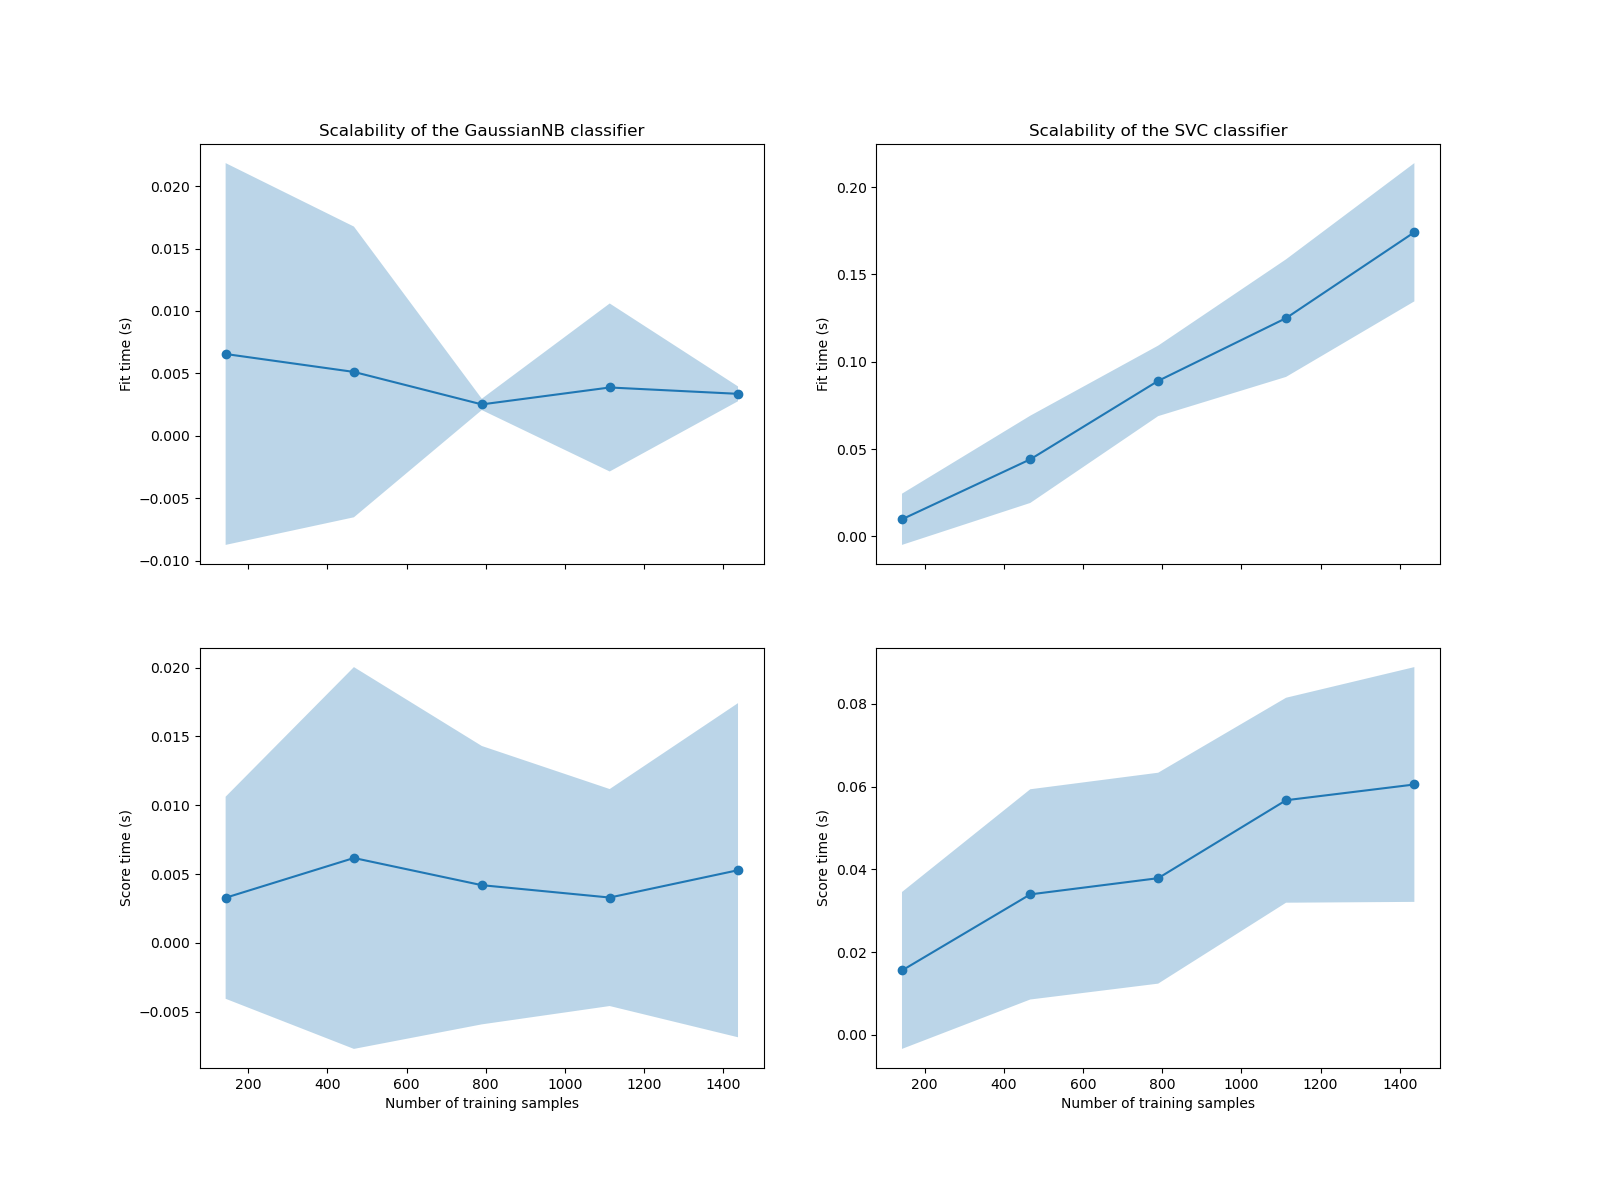 Scalability of the GaussianNB classifier
Scalability of the SVC classifier
0.020
0.015
0.010
0.005
0.000
−0.005
−0.010
Fit time (s)
0.20
0.15
0.10
0.05
0.00
Fit time (s)
0.020
0.015
0.010
0.005
0.000
−0.005
Score time (s)
200 400 600 800 1000 1200 1400
Number of training samples
0.08
0.06
0.04
0.02
0.00
Score time (s)
200 400 600 800 1000 1200 1400
Number of training samples